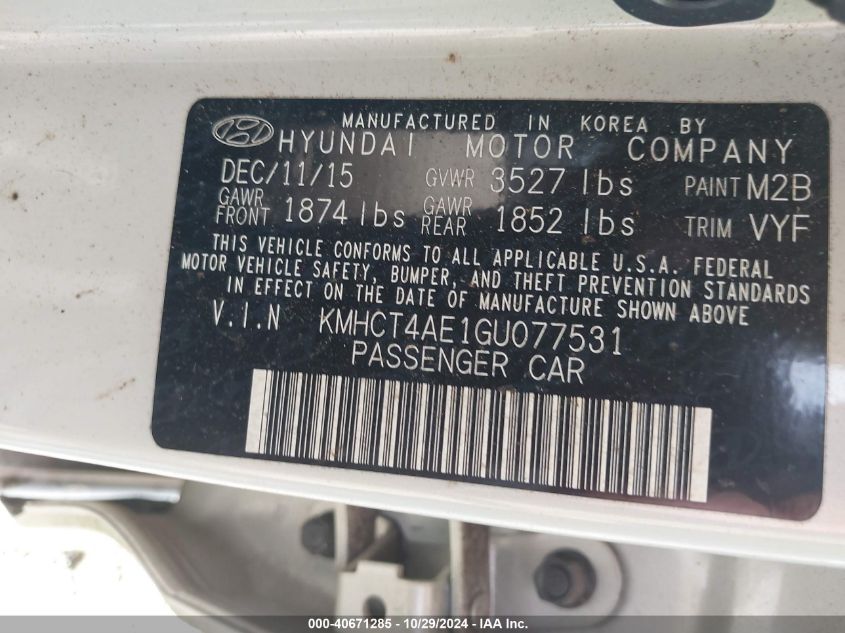 MANUFACTURED IN KOREA BY
HYUNDAI MOTOR COMPANY
DEC/11/15 GVWR 3527 lbs PAINT M2B
GAWR FRONT 1874 lbs GAWR REAR 1852 lbs TRIM VYF
THIS VEHICLE CONFORMS TO ALL APPLICABLE U.S.A. FEDERAL
MOTOR VEHICLE SAFETY, BUMPER, AND THEFT PREVENTION STANDARDS
IN EFFECT ON THE DATE OF MANUFACTURE SHOWN ABOVE
V.I.N KMHCT4AE1GU077531
PASSENGER CAR
000-40671285 - 10/29/2024 - IAA Inc.